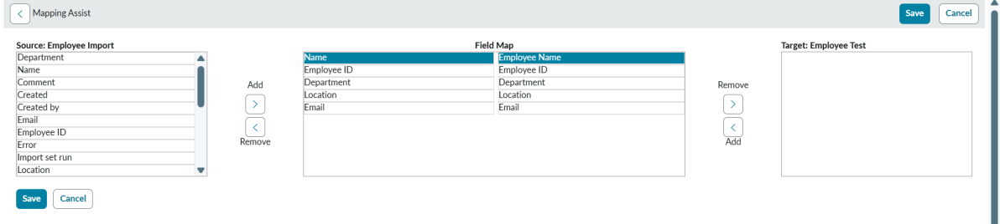 Mapping Assist
Save Cancel
Source: Employee Import
Department
Name
Comment
Created
Created by
Email
Employee ID
Error
Import set run
Location
Add
Remove
Field Map
Name Employee Name
Employee ID Employee ID
Department Department
Location Location
Email Email
Remove
Add
Target: Employee Test
Save Cancel